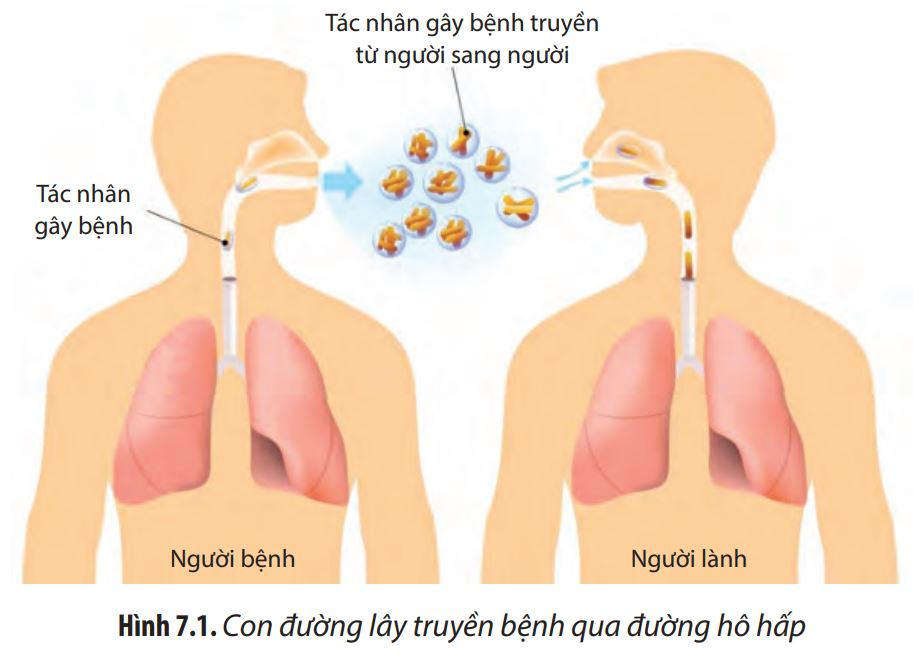 Tác nhân gây bệnh truyền
từ người sang người
Tác nhân
gây bệnh
Người bệnh
Người lành
Hình 7.1. Con đường lây truyền bệnh qua đường hô hấp